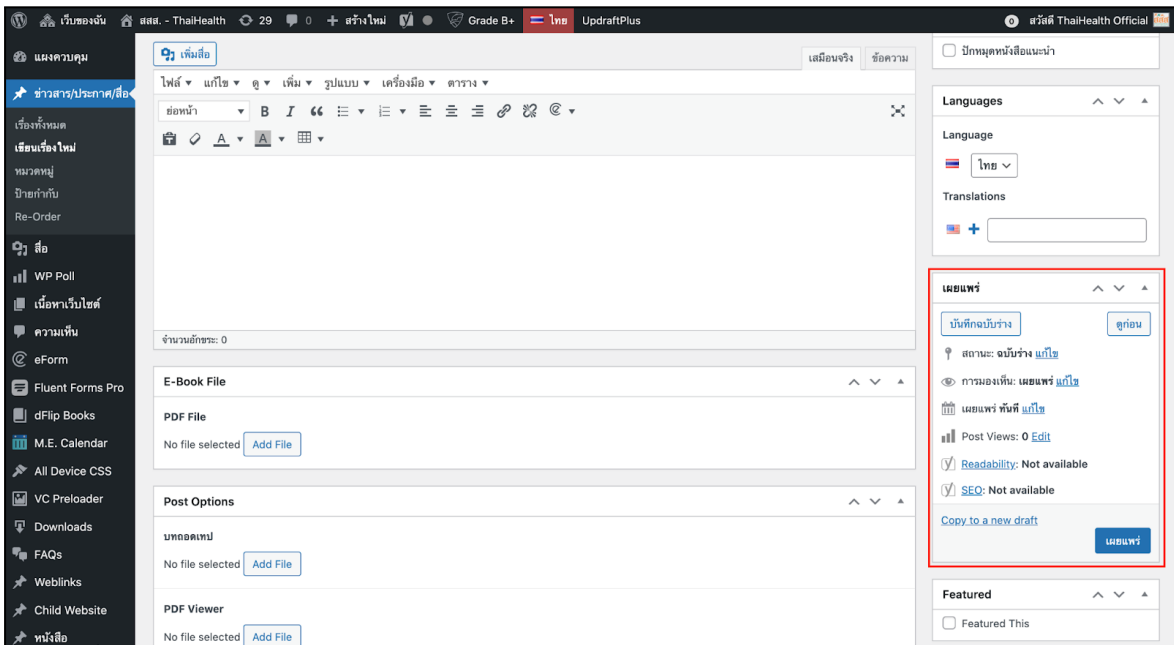 เว็บของฉัน สสส. - ThaiHealth 29 0 + สร้างใหม่ Grade B+ ไทย UpdraftPlus 0 สวัสดี ThaiHealth Official
แผงควบคุม
ข่าวสาร/ประกาศ/สื่อ
เรื่องทั้งหมด
เขียนเรื่องใหม่
หมวดหมู่
ป้ายกำกับ
Re-Order
สื่อ
WP Poll
เนื้อหาเว็บไซต์
ความเห็น
eForm
Fluent Forms Pro
dFlip Books
M.E. Calendar
All Device CSS
VC Preloader
Downloads
FAQs
Weblinks
Child Website
หนังสือ
เพิ่มสื่อ
เสมือนจริง ข้อความ
ไฟล์ แก้ไข ดู เพิ่ม รูปแบบ เครื่องมือ ตาราง
ย่อหน้า B I
A A
จำนวนอักขระ: 0
E-Book File
PDF File
No file selected Add File
Post Options
บทถอดเทป
No file selected Add File
PDF Viewer
No file selected Add File
ปักหมุดหนังสือแนะนำ
Languages
Language
ไทย
Translations
เผยแพร่
บันทึกฉบับร่าง ดูก่อน
สถานะ: ฉบับร่าง แก้ไข
การมองเห็น: เผยแพร่ แก้ไข
เผยแพร่ ทันที แก้ไข
Post Views: 0 Edit
Readability: Not available
SEO: Not available
Copy to a new draft
เผยแพร่
Featured
Featured This